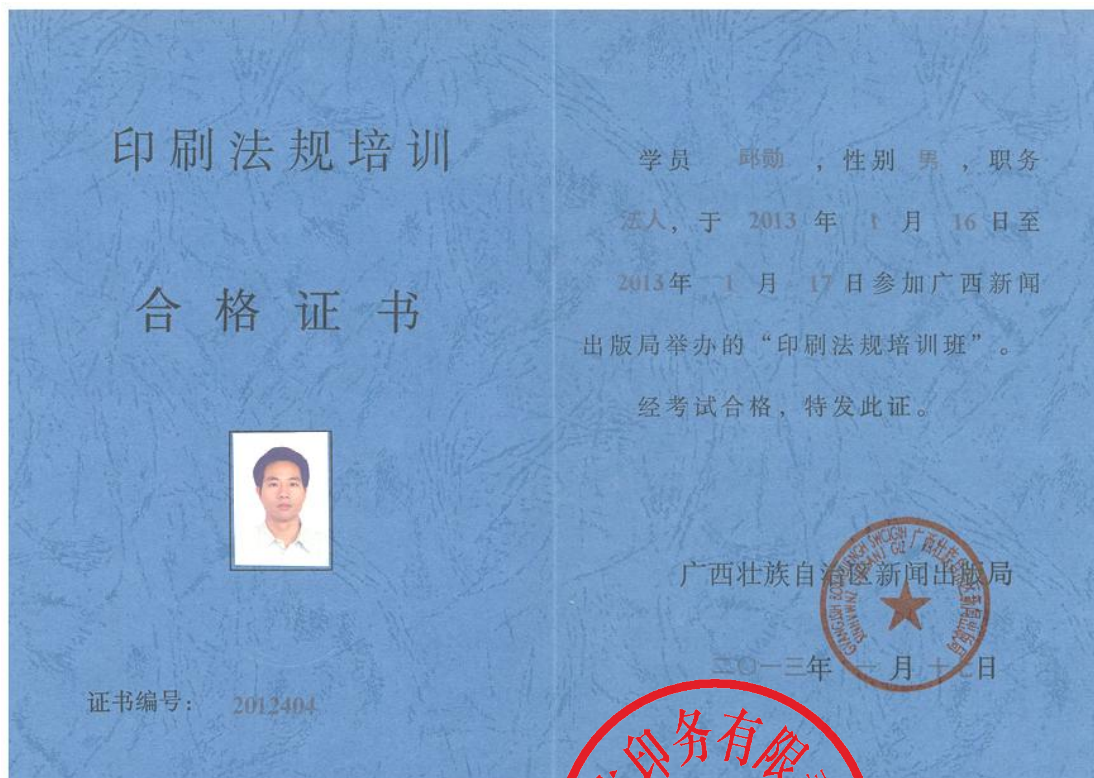 印刷法规培训
合格证书
证书编号： 2012404
学员 邱勋 ，性别 男 ，职务
法人，于 2013 年 1 月 16 日至
2013年 1 月 17 日参加广西新闻
出版局举办的“印刷法规培训班”。
经考试合格，特发此证。
广西壮族自治区新闻出版局
二〇一三年 一 月 十七日
印务有限